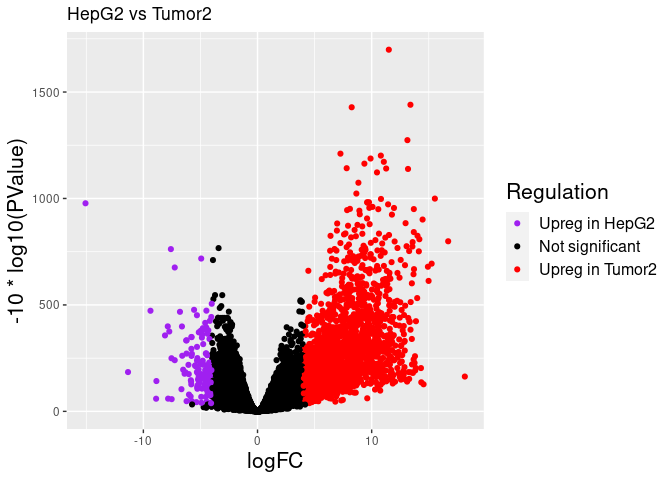 HepG2 vs Tumor2
-10 * log10(PValue)
1500
1000
500
0
-10
0
10
logFC
Regulation
Upreg in HepG2
Not significant
Upreg in Tumor2